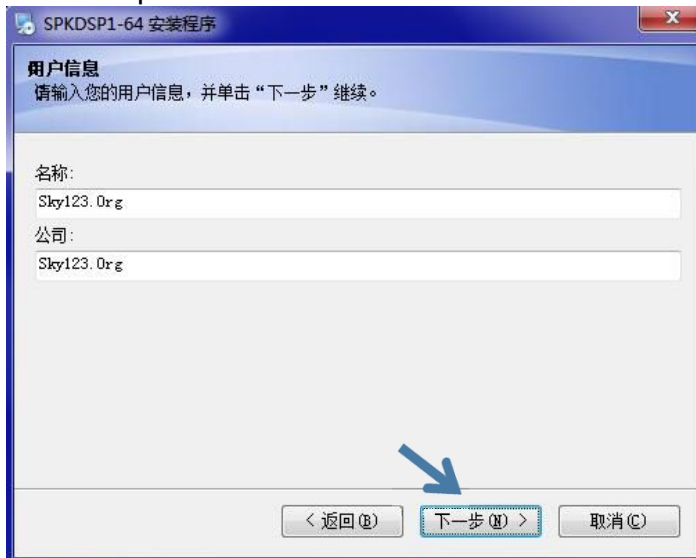 SPKDSP1-64 安装程序
用户信息
请输入您的用户信息，并单击“下一步”继续。
名称:
Sky123.Org
公司:
Sky123.Org
< 返回(B)
下一步(N) >
取消(C)